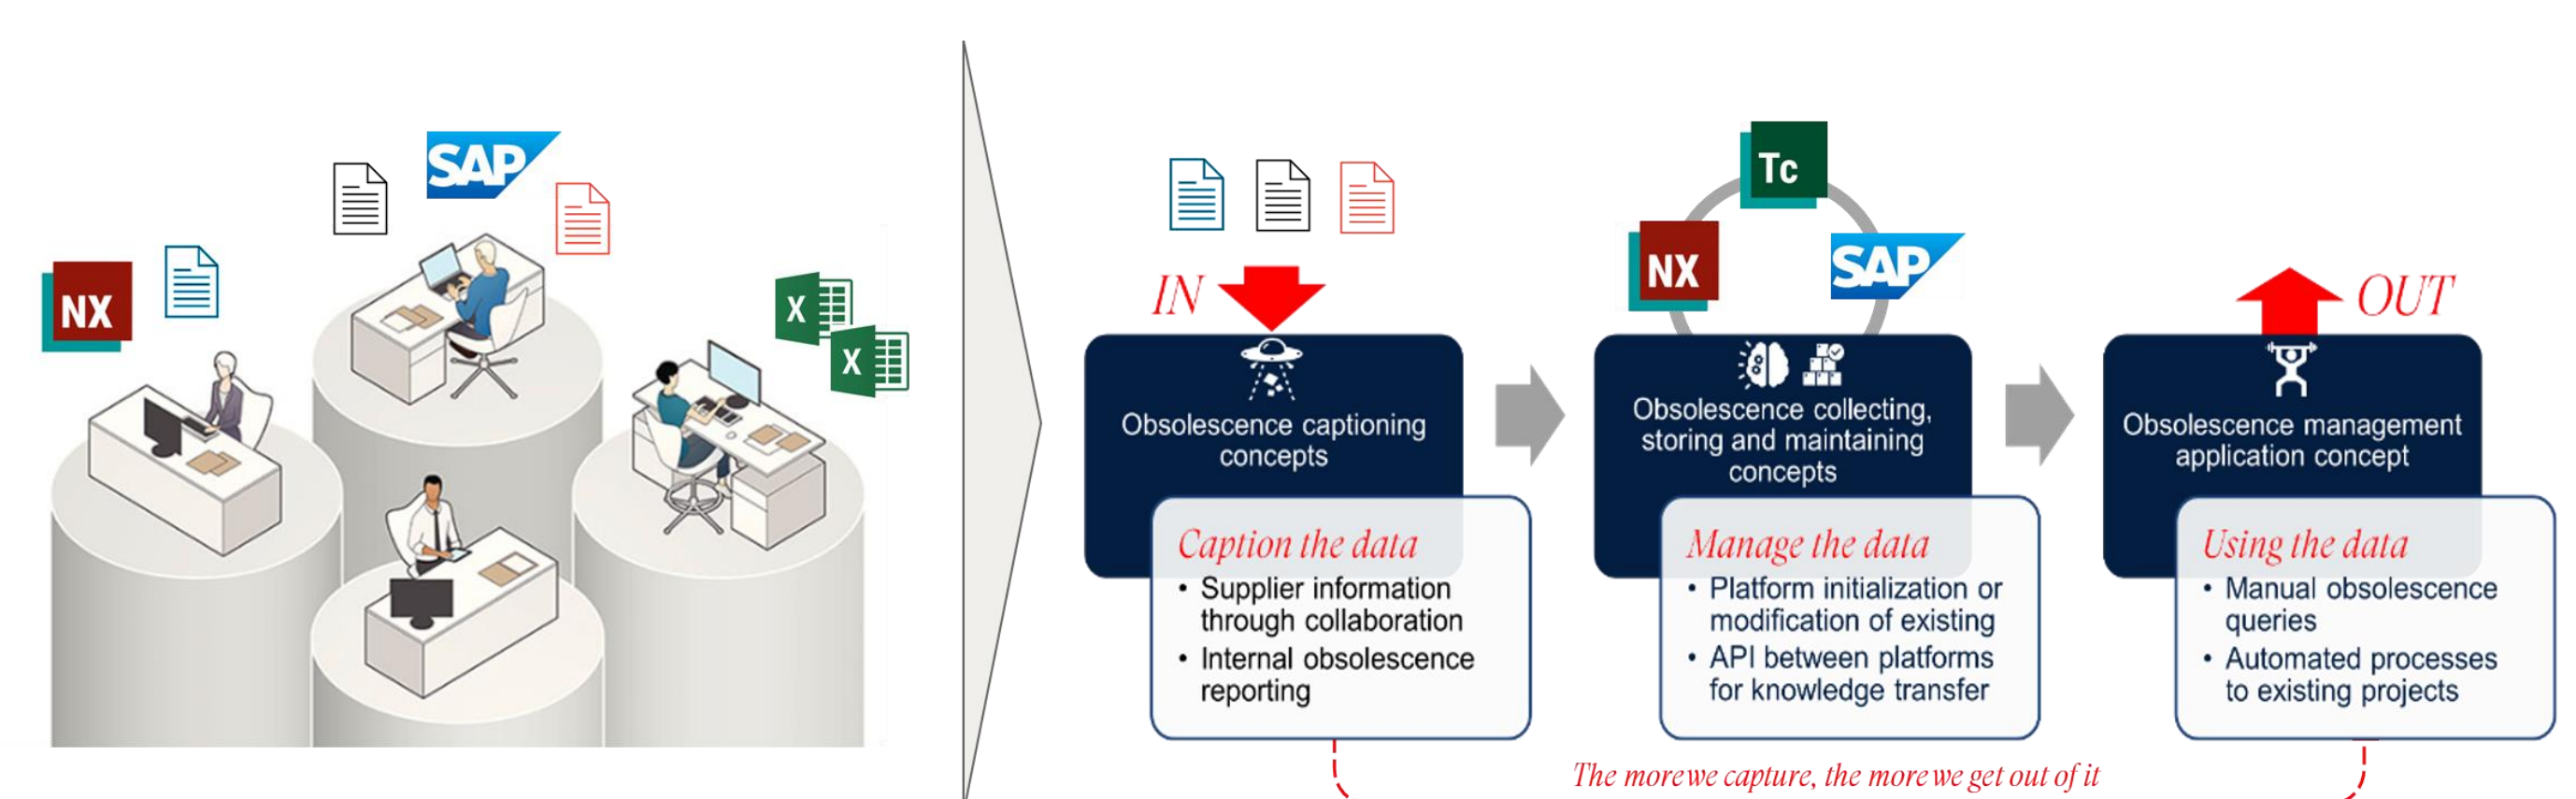 SAP
NX
X
X
Tc
NX
SAP
IN
OUT
Obsolescence captioning
concepts
Caption the data
• Supplier information
through collaboration
• Internal obsolescence
reporting
Obsolescence collecting,
storing and maintaining
concepts
Manage the data
• Platform initialization or
modification of existing
• API between platforms
for knowledge transfer
Obsolescence management
application concept
Using the data
• Manual obsolescence
queries
• Automated processes
to existing projects
The more we capture, the more we get out of it